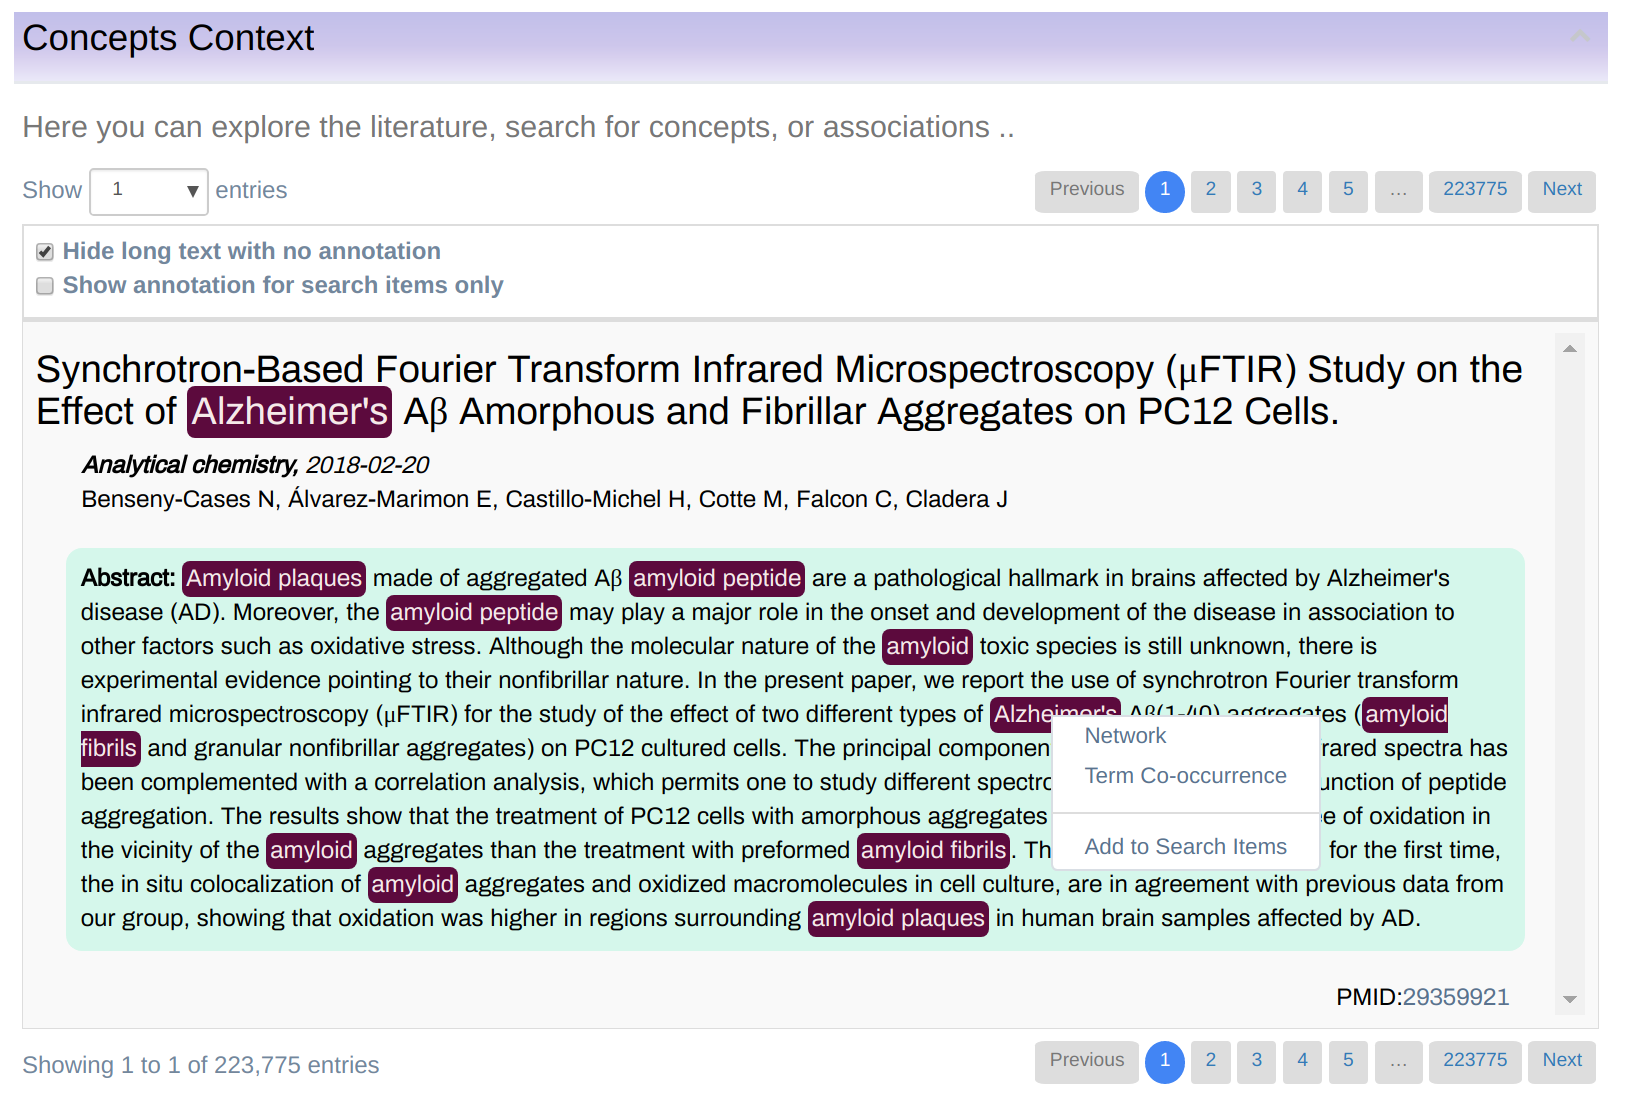 Concepts Context
Here you can explore the literature, search for concepts, or associations ..
Show 1 entries
Previous 1 2 3 4 5 ... 223775 Next
Hide long text with no annotation
Show annotation for search items only
Synchrotron-Based Fourier Transform Infrared Microspectroscopy (μFTIR) Study on the
Effect of Alzheimer's Aβ Amorphous and Fibrillar Aggregates on PC12 Cells.
Analytical chemistry, 2018-02-20
Benseny-Cases N, Álvarez-Marimon E, Castillo-Michel H, Cotte M, Falcon C, Cladera J
Abstract: Amyloid plaques made of aggregated Aβ amyloid peptide are a pathological hallmark in brains affected by Alzheimer's
disease (AD). Moreover, the amyloid peptide may play a major role in the onset and development of the disease in association to
other factors such as oxidative stress. Although the molecular nature of the amyloid toxic species is still unknown, there is
experimental evidence pointing to their nonfibrillar nature. In the present paper, we report the use of synchrotron Fourier transform
infrared microspectroscopy (μFTIR) for the study of the effect of two different types of Alzheimer's Aβ(1-40) aggregates (amyloid
fibrils and granular nonfibrillar aggregates) on PC12 cultured cells. The principal componen rared spectra has
been complemented with a correlation analysis, which permits one to study different spectro unction of peptide
aggregation. The results show that the treatment of PC12 cells with amorphous aggregates e of oxidation in
the vicinity of the amyloid aggregates than the treatment with preformed amyloid fibrils. Th for the first time,
the in situ colocalization of amyloid aggregates and oxidized macromolecules in cell culture, are in agreement with previous data from
our group, showing that oxidation was higher in regions surrounding amyloid plaques in human brain samples affected by AD.
Network
Term Co-occurrence
Add to Search Items
PMID:29359921
Showing 1 to 1 of 223,775 entries
Previous 1 2 3 4 5 ... 223775 Next